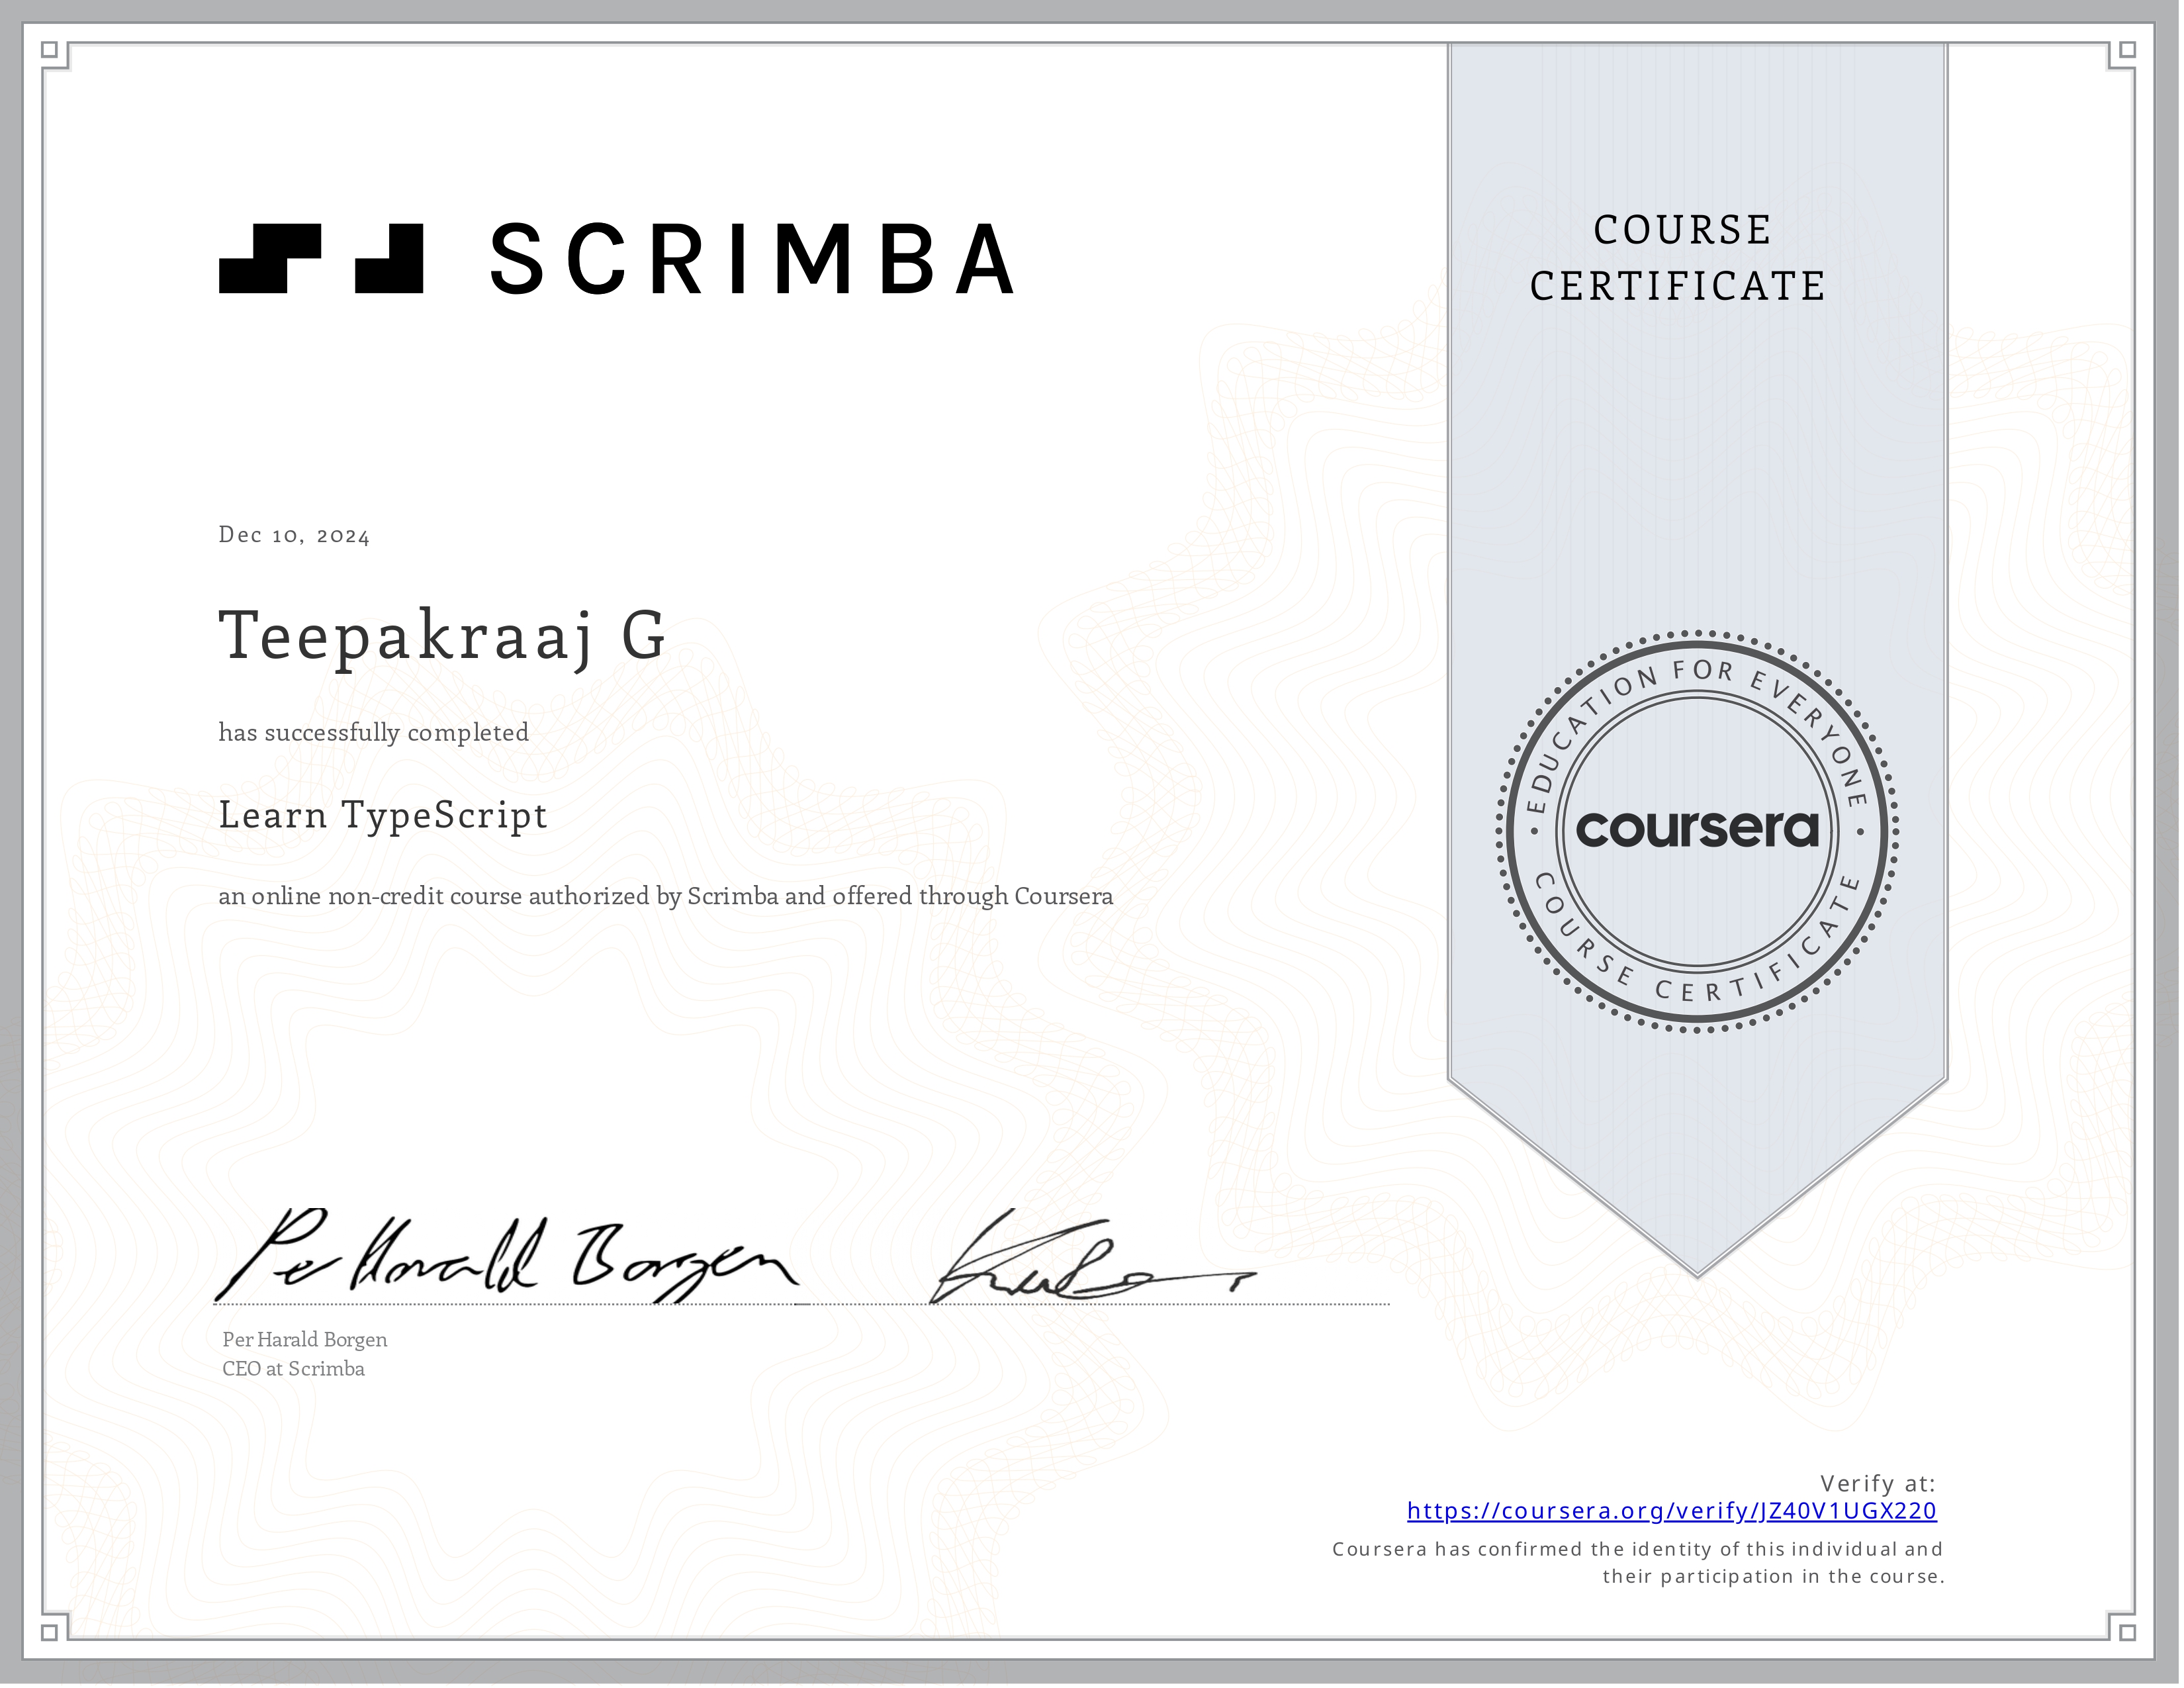 SCRIMBA
COURSE
CERTIFICATE
Dec 10, 2024
Teepakraaj G
has successfully completed
Learn TypeScript
an online non-credit course authorized by Scrimba and offered through Coursera
EDUCATION FOR EVERYONE
coursera
COURSE CERTIFICATE
Per Harald Borgen
Per Harald Borgen
CEO at Scrimba
Verify at:
https://coursera.org/verify/JZ40V1UGX220
Coursera has confirmed the identity of this individual and
their participation in the course.